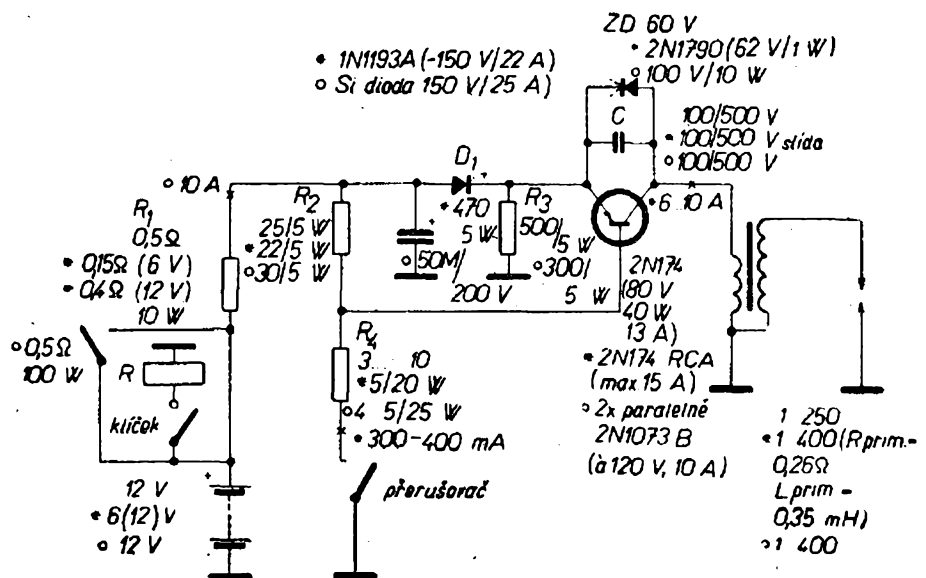 ZD 60 V
* 2N1790 (62 V/1 W)
○ 100 V/10 W
* 1N1193A (-150 V/22 A)
○ Si dioda 150 V/25 A)
C
100/500 V
* 100/500 V slída
○ 100/500 V
D1
+
○ 10 A
R1
0,5Ω
* 0,15Ω (6 V)
* 0,4Ω (12 V)
10 W
○ 0,5Ω
100 W
R2
25/5 W
* 22/5 W
○ 30/5 W
+
○ 50M/
200 V
R3
500/
5 W
* 470
5 W
○ 300/
5 W
* 6..10 A
2N174
(80 V
40 W
13 A)
* 2N174 RCA
(max 15 A)
○ 2x paralelně
2N1073 B
(à 120 V, 10 A)
R
klíček
R4
3... 10
* 5/20 W
○ 4 5/25 W
* 300-400 mA
přerušovač
+
12 V
* 6(12) V
○ 12 V
1 250
* 1 400 (R prim.-
0,26Ω
L prim -
0,35 mH)
○ 1 400